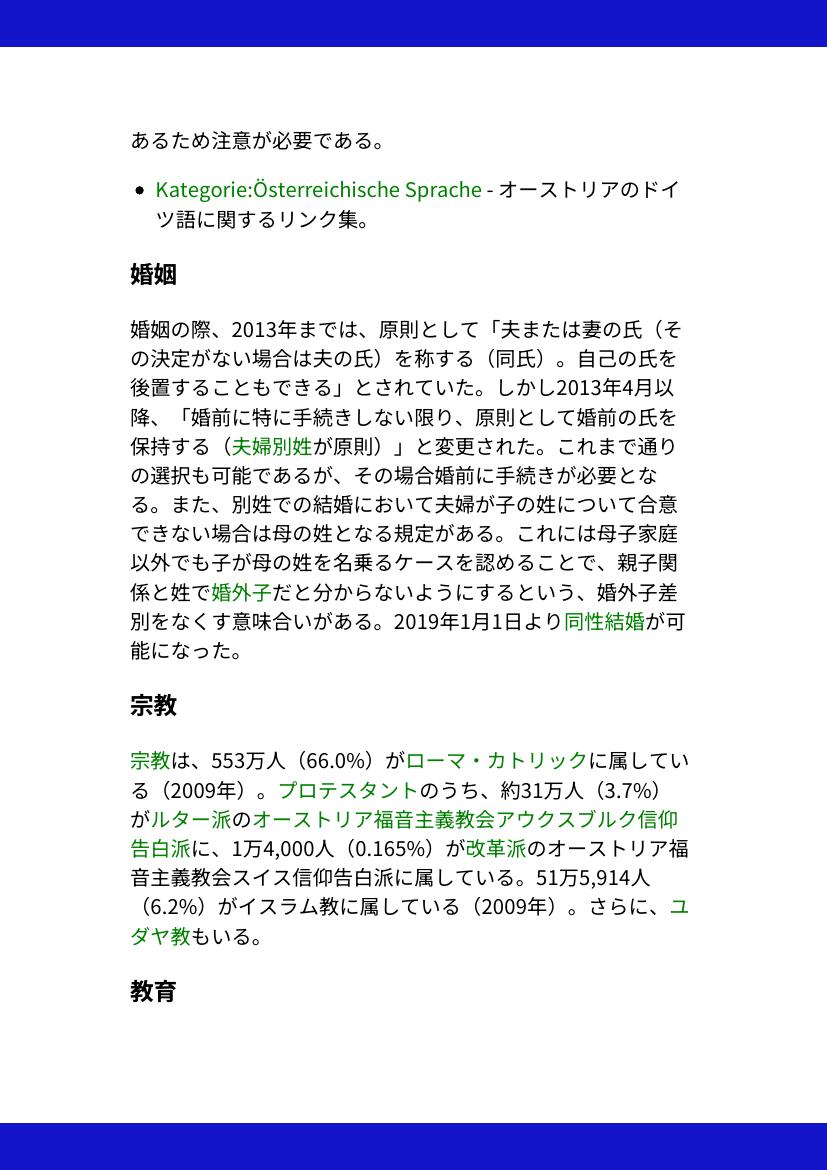 あるため注意が必要である。
• Kategorie:Österreichische Sprache - オーストリアのドイ
ツ語に関するリンク集。
婚姻
婚姻の際、2013年までは、原則として「夫または妻の氏（そ
の決定がない場合は夫の氏）を称する（同氏）。自己の氏を
後置することもできる」とされていた。しかし2013年4月以
降、「婚前に特に手続きしない限り、原則として婚前の氏を
保持する（夫婦別姓が原則）」と変更された。これまで通り
の選択も可能であるが、その場合婚前に手続きが必要とな
る。また、別姓での結婚において夫婦が子の姓について合意
できない場合は母の姓となる規定がある。これには母子家庭
以外でも子が母の姓を名乗るケースを認めることで、親子関
係と姓で婚外子だと分からないようにするという、婚外子差
別をなくす意味合いがある。2019年1月1日より同性結婚が可
能になった。
宗教
宗教は、553万人（66.0%）がローマ・カトリックに属してい
る（2009年）。プロテスタントのうち、約31万人（3.7%）
がルター派のオーストリア福音主義教会アウクスブルク信仰
告白派に、1万4,000人（0.165%）が改革派のオーストリア福
音主義教会スイス信仰告白派に属している。51万5,914人
（6.2%）がイスラム教に属している（2009年）。さらに、ユ
ダヤ教もいる。
教育